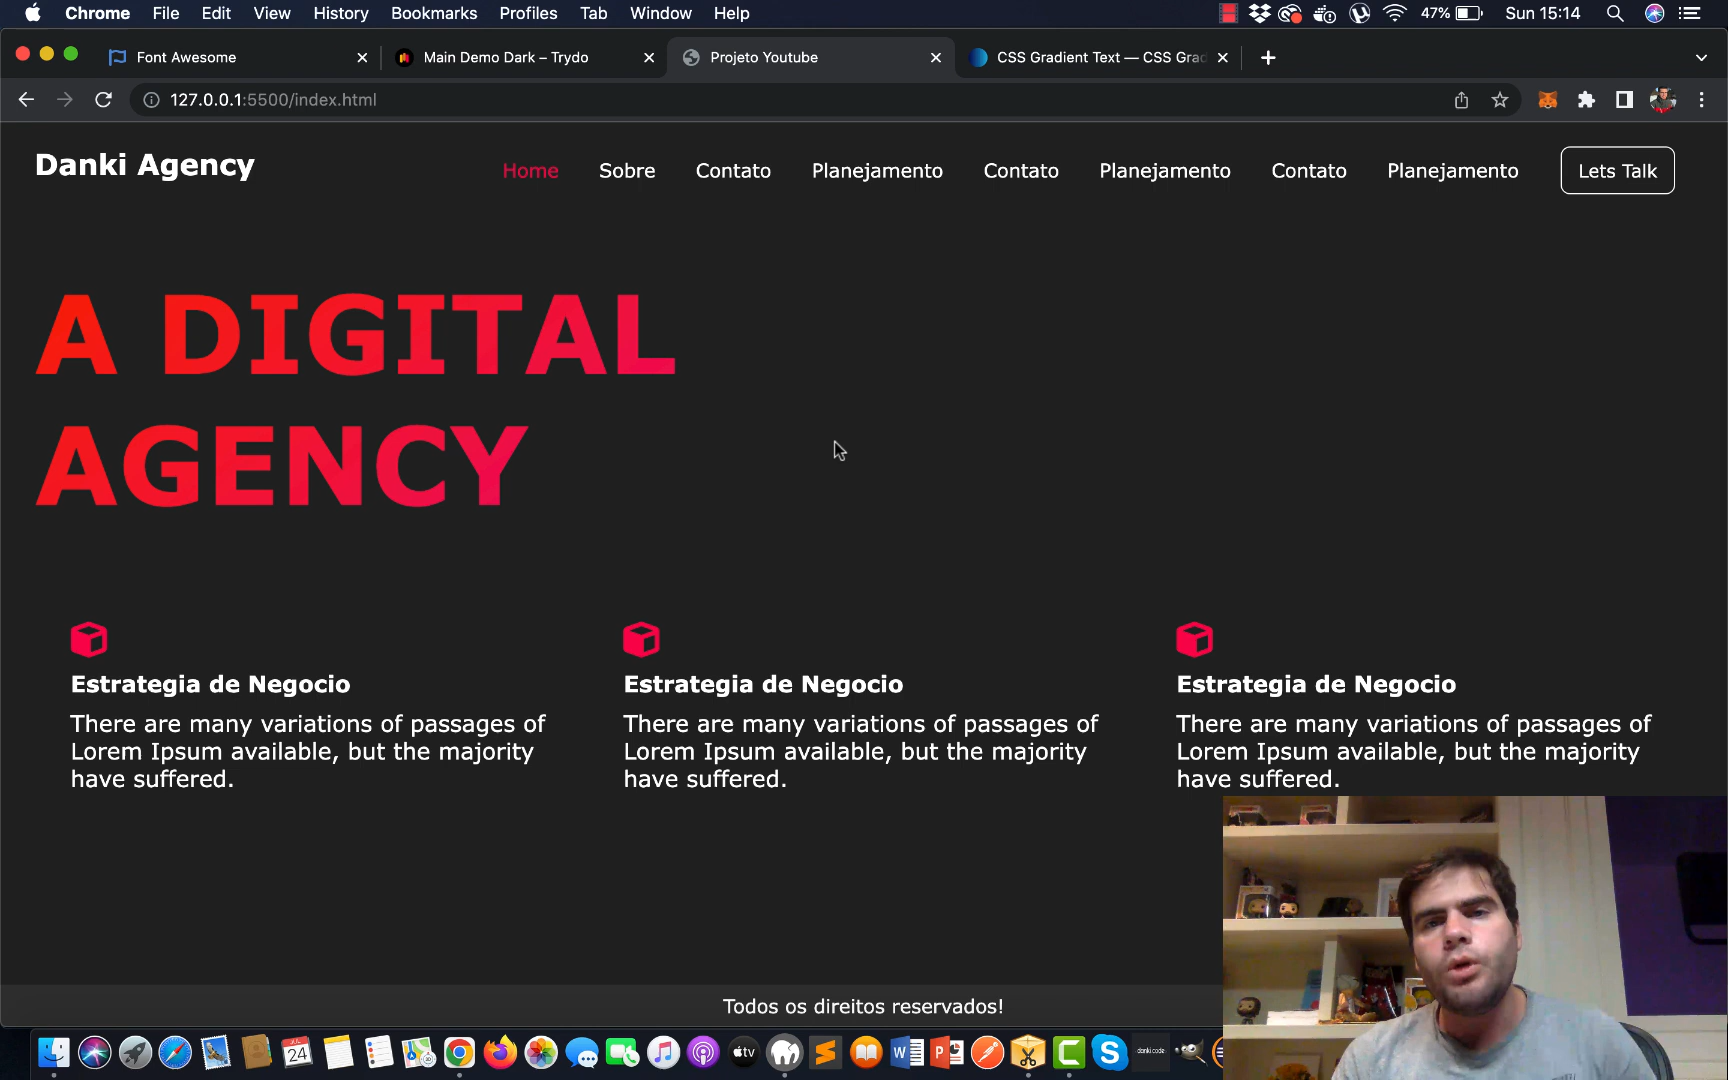 Chrome File Edit View History Bookmarks Profiles Tab Window Help 47% Sun 15:14
Font Awesome Main Demo Dark – Trydo Projeto Youtube CSS Gradient Text — CSS Grad
127.0.0.1:5500/index.html
Danki Agency Home Sobre Contato Planejamento Contato Planejamento Contato Planejamento Lets Talk
A DIGITAL
AGENCY
Estrategia de Negocio
There are many variations of passages of
Lorem Ipsum available, but the majority
have suffered.
Estrategia de Negocio
There are many variations of passages of
Lorem Ipsum available, but the majority
have suffered.
Estrategia de Negocio
There are many variations of passages of
Lorem Ipsum available, but the majority
have suffered.
Todos os direitos reservados!
JUL
24
tv
danki code